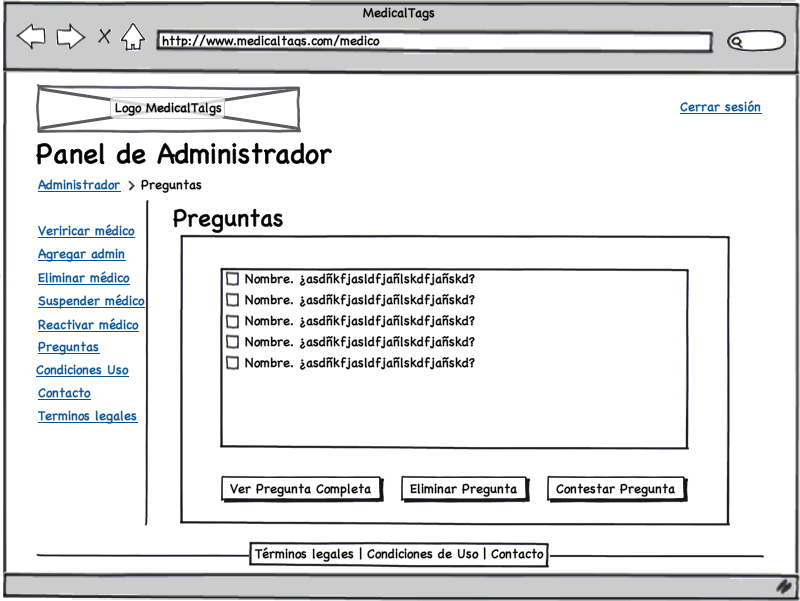 MedicalTags
http://www.medicaltags.com/medico
Logo MedicalTalgs
Cerrar sesión
Panel de Administrador
Administrador > Preguntas
Veriricar médico
Agregar admin
Eliminar médico
Suspender médico
Reactivar médico
Preguntas
Condiciones Uso
Contacto
Terminos legales
Preguntas
Nombre. ¿asdñkfjasldfjañlskdfjañskd?
Nombre. ¿asdñkfjasldfjañlskdfjañskd?
Nombre. ¿asdñkfjasldfjañlskdfjañskd?
Nombre. ¿asdñkfjasldfjañlskdfjañskd?
Nombre. ¿asdñkfjasldfjañlskdfjañskd?
Ver Pregunta Completa
Eliminar Pregunta
Contestar Pregunta
Términos legales | Condiciones de Uso | Contacto